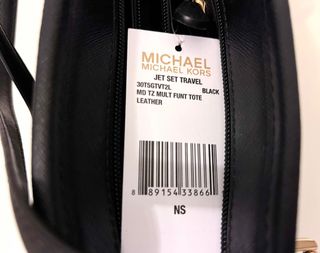 MICHAEL
MICHAEL KORS
JET SET TRAVEL
30T5GTVT2L BLACK
MD TZ MULT FUNT TOTE
LEATHER
8 89154 33866
NS